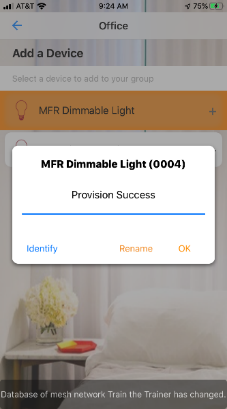 AT&T
9:24 AM
75%
Office
Add a Device
Select a device to add to your group
MFR Dimmable Light
+
MFR Dimmable Light (0004)
Provision Success
Identify
Rename
OK
Database of mesh network Train the Trainer has changed.